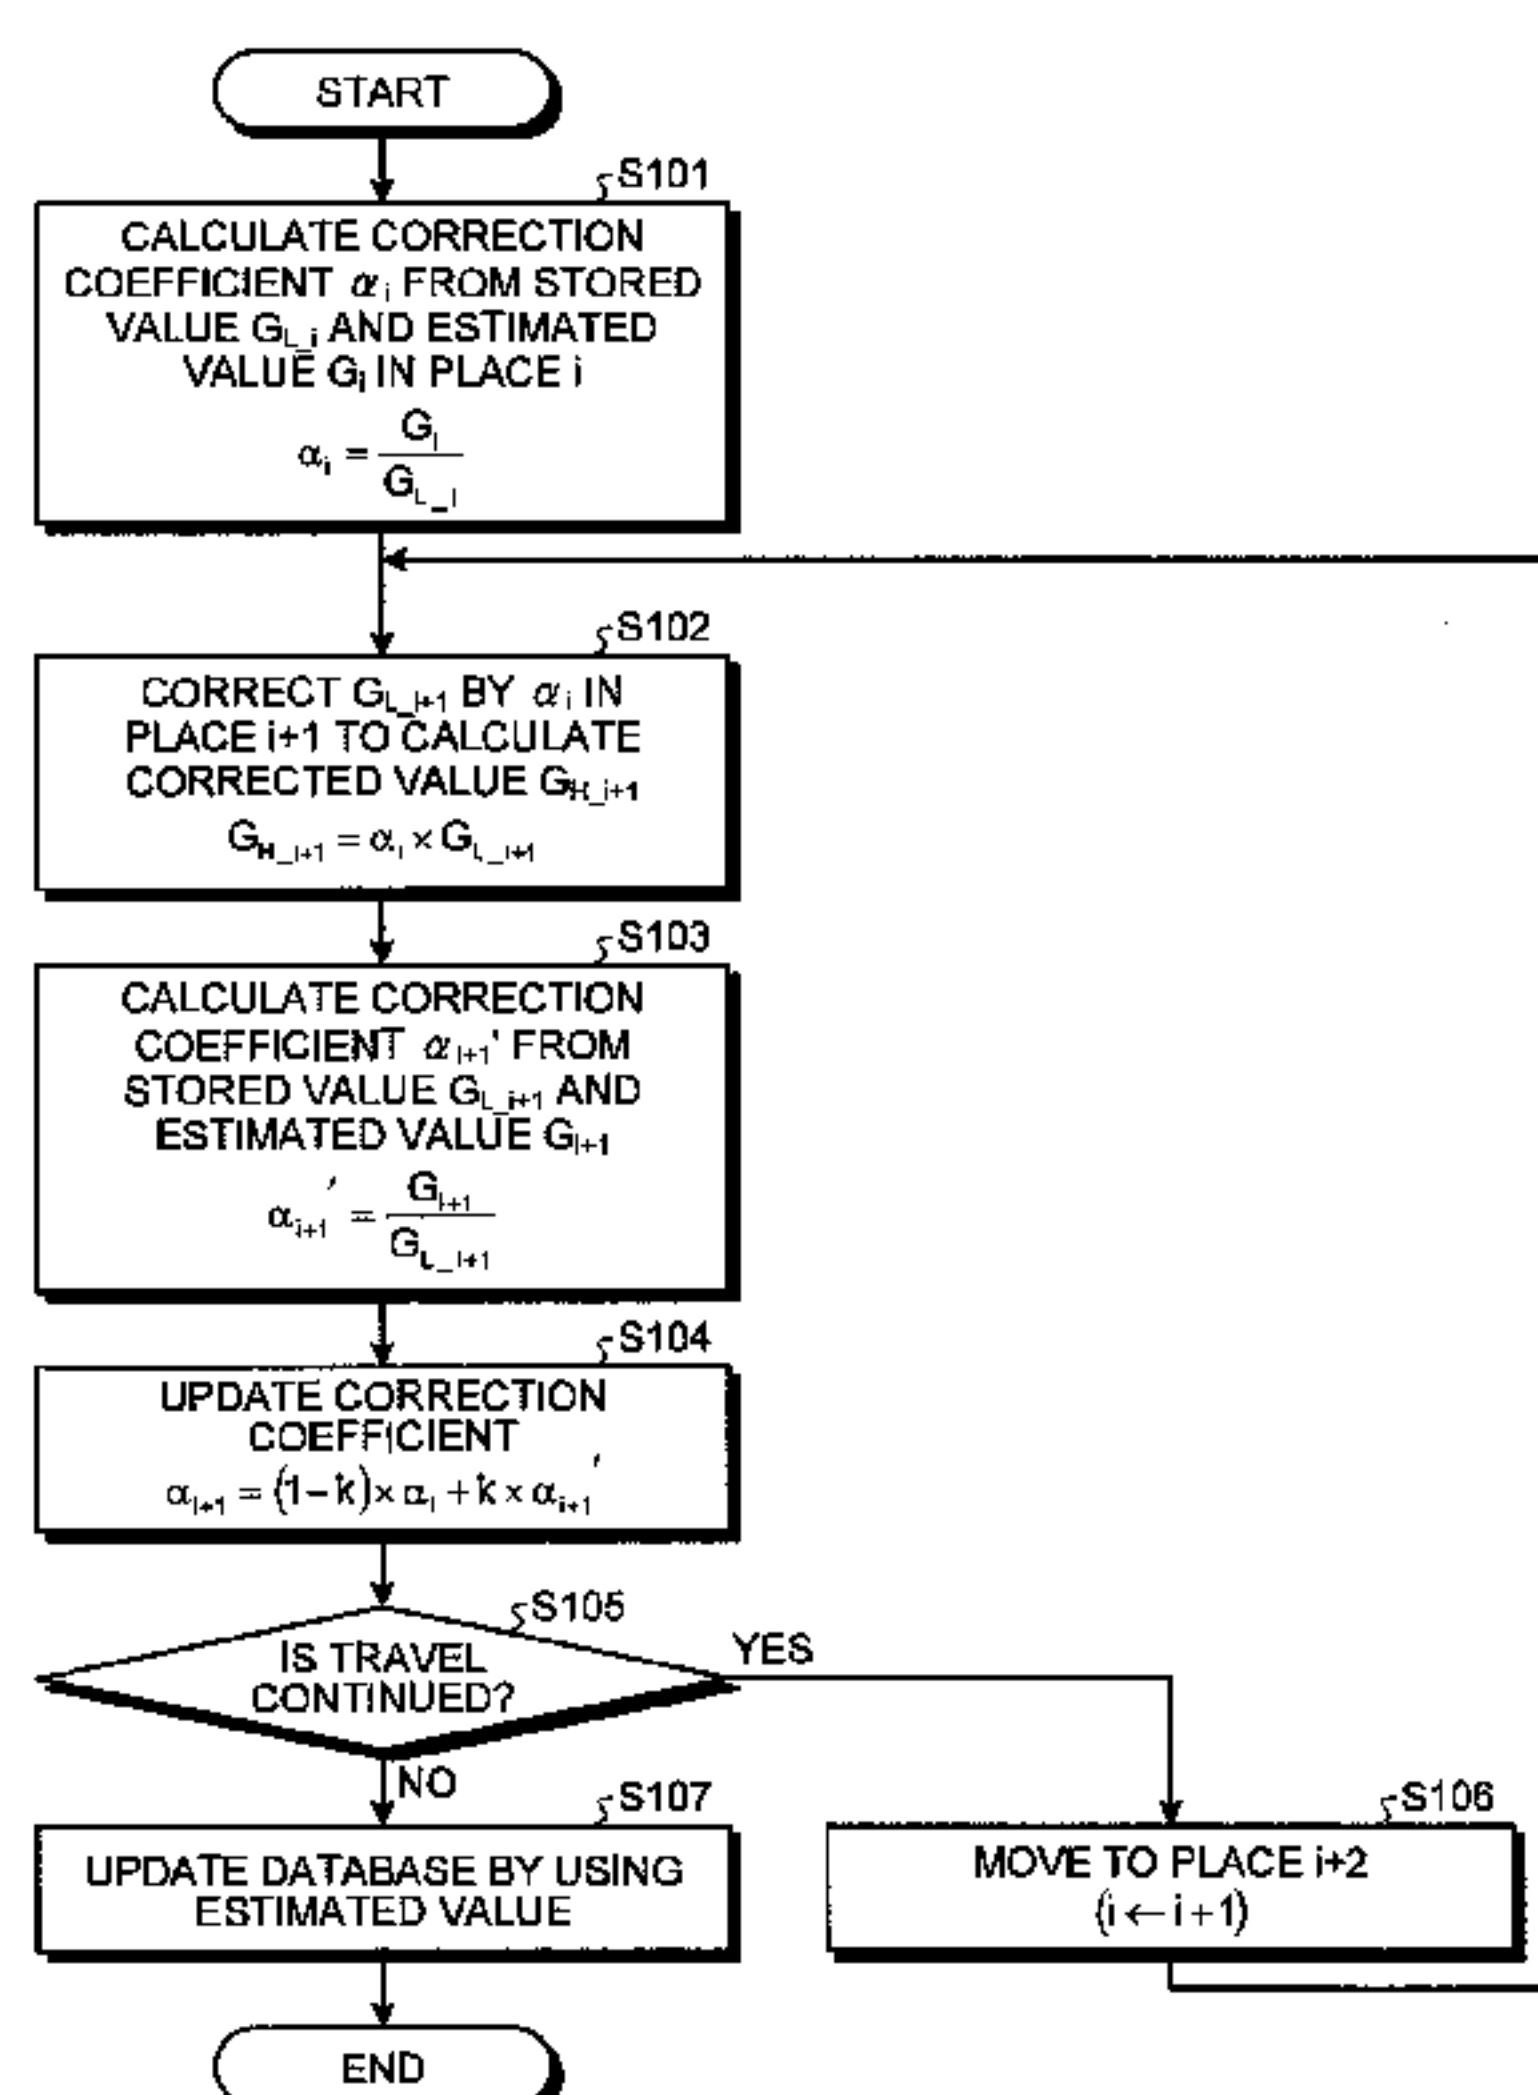 START
S101
CALCULATE CORRECTION
COEFFICIENT α i FROM STORED
VALUE GL_i AND ESTIMATED
VALUE Gi IN PLACE i
αi = Gi / GL_i
S102
CORRECT GL_i+1 BY α i IN
PLACE i+1 TO CALCULATE
CORRECTED VALUE GH_i+1
GH_i+1 = αi × GL_i+1
S103
CALCULATE CORRECTION
COEFFICIENT α i+1' FROM
STORED VALUE GL_i+1 AND
ESTIMATED VALUE Gi+1
αi+1' = Gi+1 / GL_i+1
S104
UPDATE CORRECTION
COEFFICIENT
αi+1 = (1−k)× αi + k × αi+1'
S105
IS TRAVEL
CONTINUED?
YES
NO
S107
UPDATE DATABASE BY USING
ESTIMATED VALUE
S106
MOVE TO PLACE i+2
(i ← i+1)
END